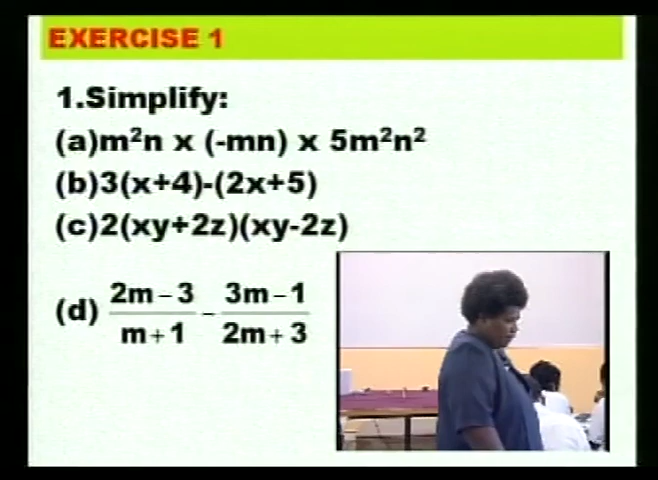 EXERCISE 1
1.Simplify:
(a)m²n x (-mn) x 5m²n²
(b)3(x+4)-(2x+5)
(c)2(xy+2z)(xy-2z)
(d) (2m-3)/(m+1) - (3m-1)/(2m+3)